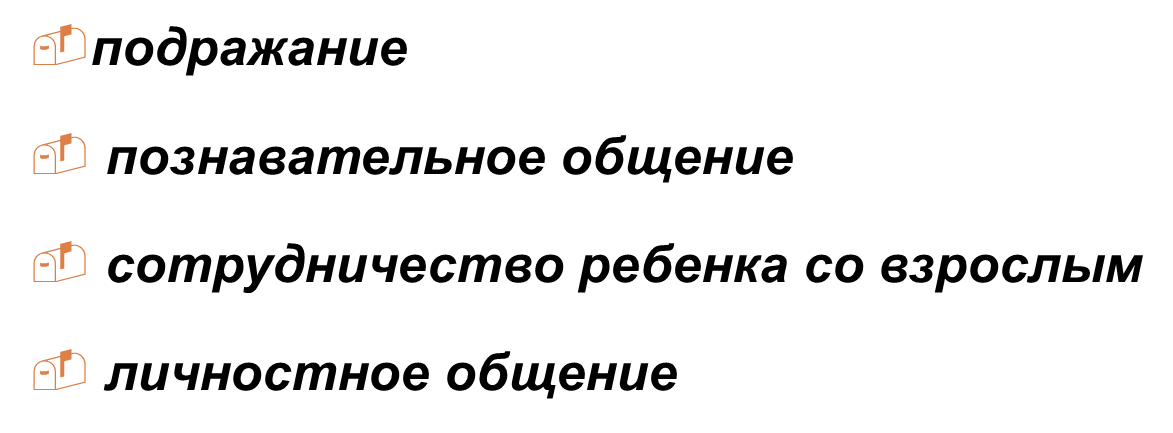 подражание
познавательное общение
сотрудничество ребенка со взрослым
личностное общение